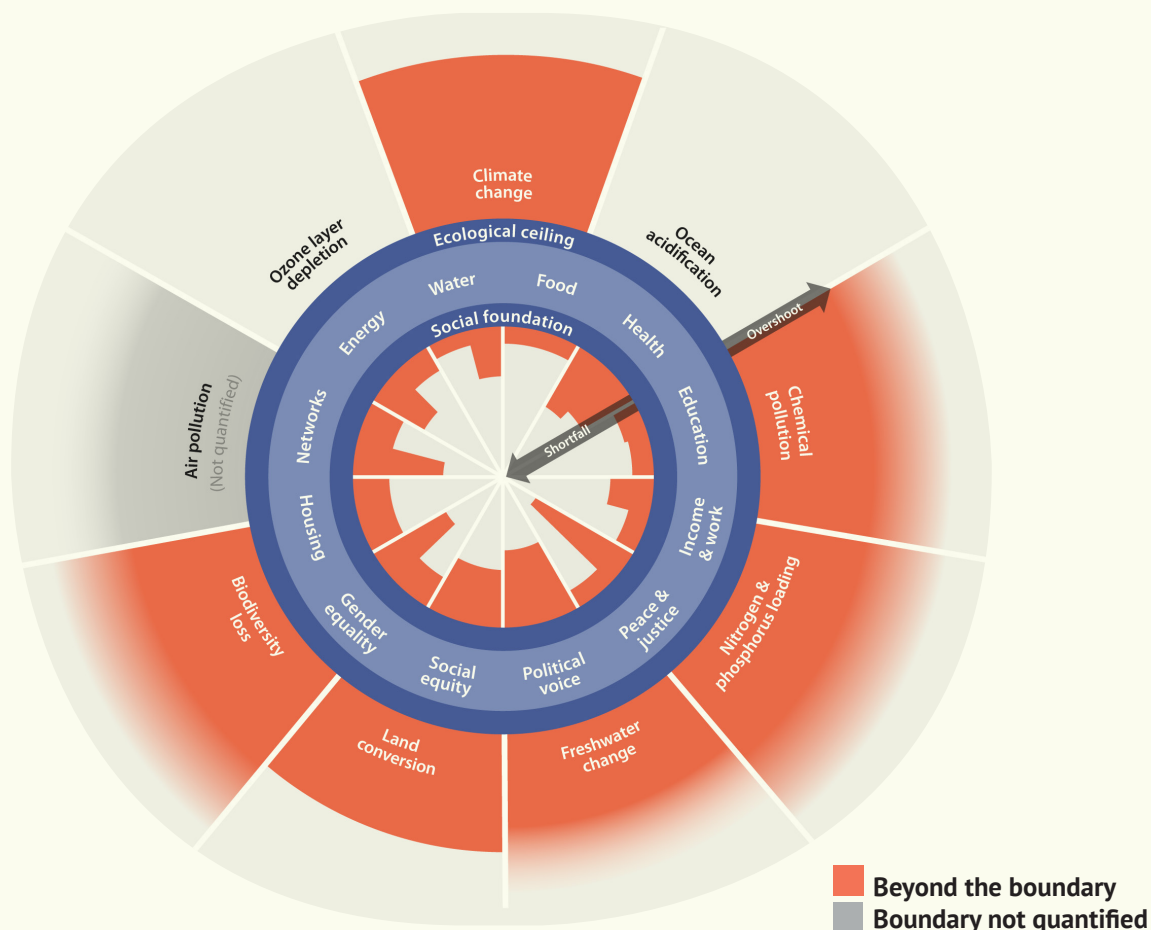 Climate
change
Ecological ceiling
Ozone layer
depletion
Ocean
acidification
Water
Food
Energy
Health
Social foundation
Overshoot
Air pollution
(Not quantified)
Networks
Education
Chemical
pollution
Shortfall
Housing
Income
& work
Biodiversity
loss
Gender
equality
Peace &
justice
Nitrogen &
phosphorus loading
Social
equity
Political
voice
Land
conversion
Freshwater
change
Beyond the boundary
Boundary not quantified